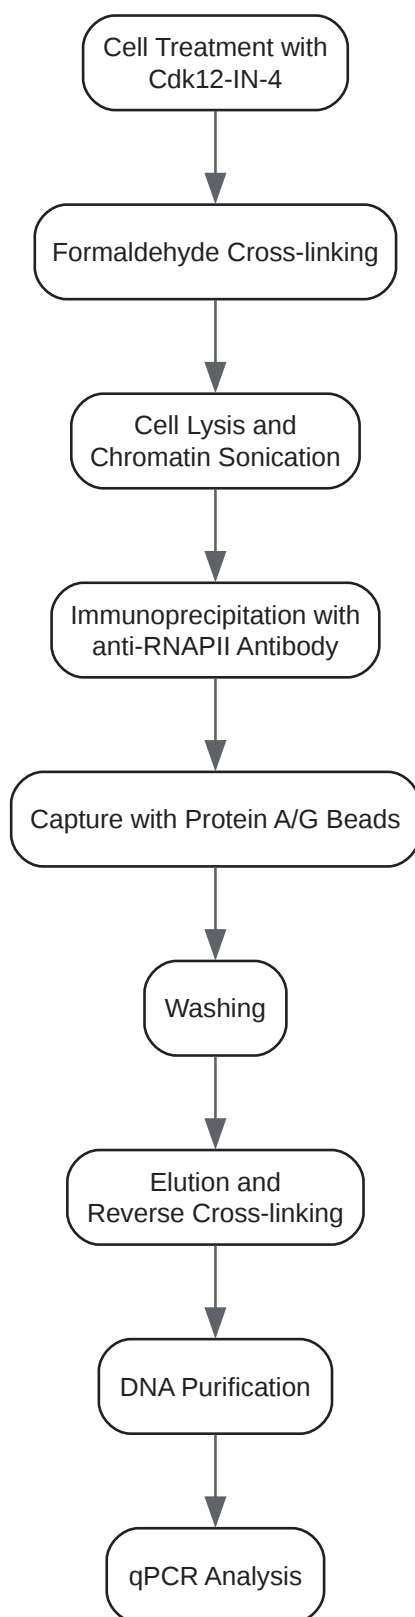 Cell Treatment with
Cdk12-IN-4
Formaldehyde Cross-linking
Cell Lysis and
Chromatin Sonication
Immunoprecipitation with
anti-RNAPII Antibody
Capture with Protein A/G Beads
Washing
Elution and
Reverse Cross-linking
DNA Purification
qPCR Analysis